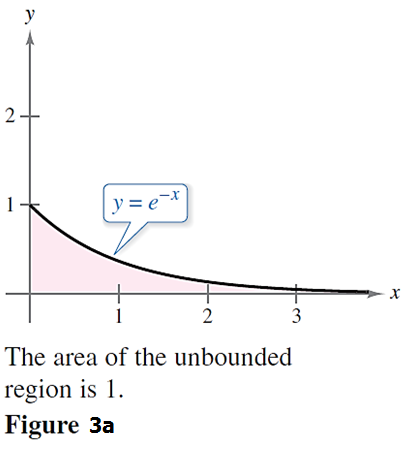 y
2
1
y = e⁻ˣ
x
1
2
3
The area of the unbounded
region is 1.
Figure 3a